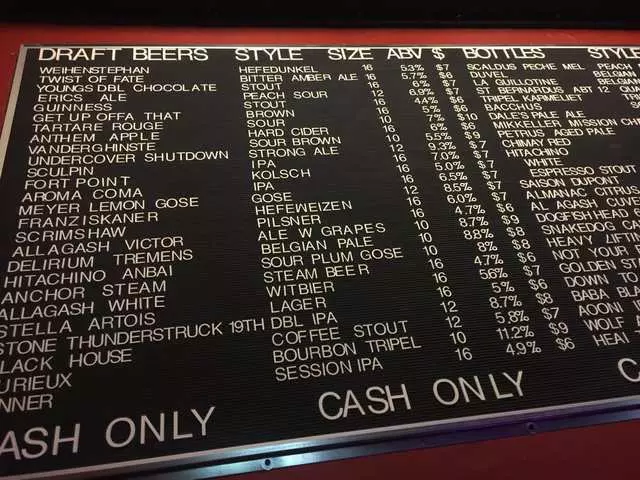 DRAFT BEERS STYLE SIZE ABV $
WEIHENSTEPHAN HEFEDUNKEL 16 5.3% $7
TWIST OF FATE BITTER AMBER ALE 16 5.7% $6
YOUNGS DBL CHOCOLATE STOUT 16 6% $7
ERICS ALE PEACH SOUR 12 6.9% $7
GUINNESS STOUT 16 4.4% $6
GET UP OFFA THAT BROWN 16 5% $6
TARTARE ROUGE SOUR 10 7% $10
ANTHEM APPLE HARD CIDER 16 6% $6
VANDERGHINSTE SOUR BROWN 10 5.5% $9
UNDERCOVER SHUTDOWN STRONG ALE 12 9.3% $7
SCULPIN IPA 16 7.0% $7
FORT POINT KOLSCH 16 5.0% $7
AROMA COMA IPA 16 6.5% $7
MEYER LEMON GOSE GOSE 12 8.5% $7
FRANZISKANER HEFEWEIZEN 16 6.0% $7
SCRIMSHAW PILSNER 16 4.7% $6
ALLAGASH VICTOR ALE W GRAPES 8.7% $9
DELIRIUM TREMENS BELGIAN PALE 10 8.8% $8
HITACHINO ANBAI SOUR PLUM GOSE 8% $8
ANCHOR STEAM STEAM BEER 16 4.7% $6
ALLAGASH WHITE WITBIER 16 5.6% $7
STELLA ARTOIS LAGER 16 5% $6
STONE THUNDERSTRUCK 19TH DBL IPA 12 8.7% $8
LACK HOUSE COFFEE STOUT 12 5.8% $7
URIEUX BOURBON TRIPEL 10 11.2% $9
NNER SESSION IPA 16 4.9% $6
BOTTLES STYLE
SCALDUS PECHE MEL PEACH
DUVEL BELGIAN
LA GUILLOTINE BELG
ST BERNARDUS ABT 12 QUA
TRIPEL KARMELIET
BACCHUS
DALE'S PALE ALE
MIKKELLER MISSION CHI
PETRUS AGED PALE
CHIMAY RED
HITACHINO
WHITE
ESPRESSO STOUT
SAISON DUPONT
ALMANAC CITRUS
AL AGASH CUVE
DOGFISH HEAD
SNAKEDOG
HEAVY LIFTIN
NOT YOUR
GOLDEN STA
DOWN TO
BABA BLA
AOONI
WOLF A
HEAI
ASH ONLY CASH ONLY C